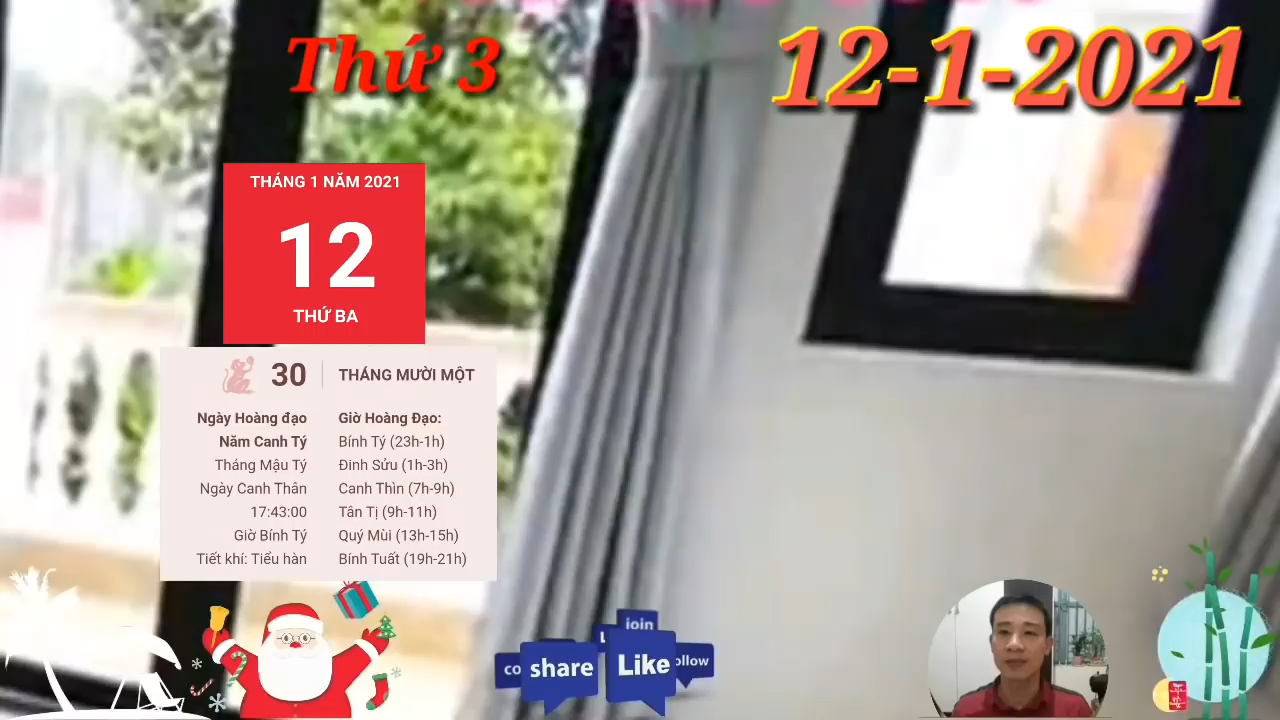 Thứ 3
12-1-2021
THÁNG 1 NĂM 2021
12
THỨ BA
30
THÁNG MƯỜI MỘT
Ngày Hoàng đạo
Năm Canh Tý
Tháng Mậu Tý
Ngày Canh Thân
17:43:00
Giờ Bính Tý
Tiết khí: Tiểu hàn
Giờ Hoàng Đạo:
Bính Tý (23h-1h)
Đinh Sửu (1h-3h)
Canh Thìn (7h-9h)
Tân Tị (9h-11h)
Quý Mùi (13h-15h)
Bính Tuất (19h-21h)
join
share
Like